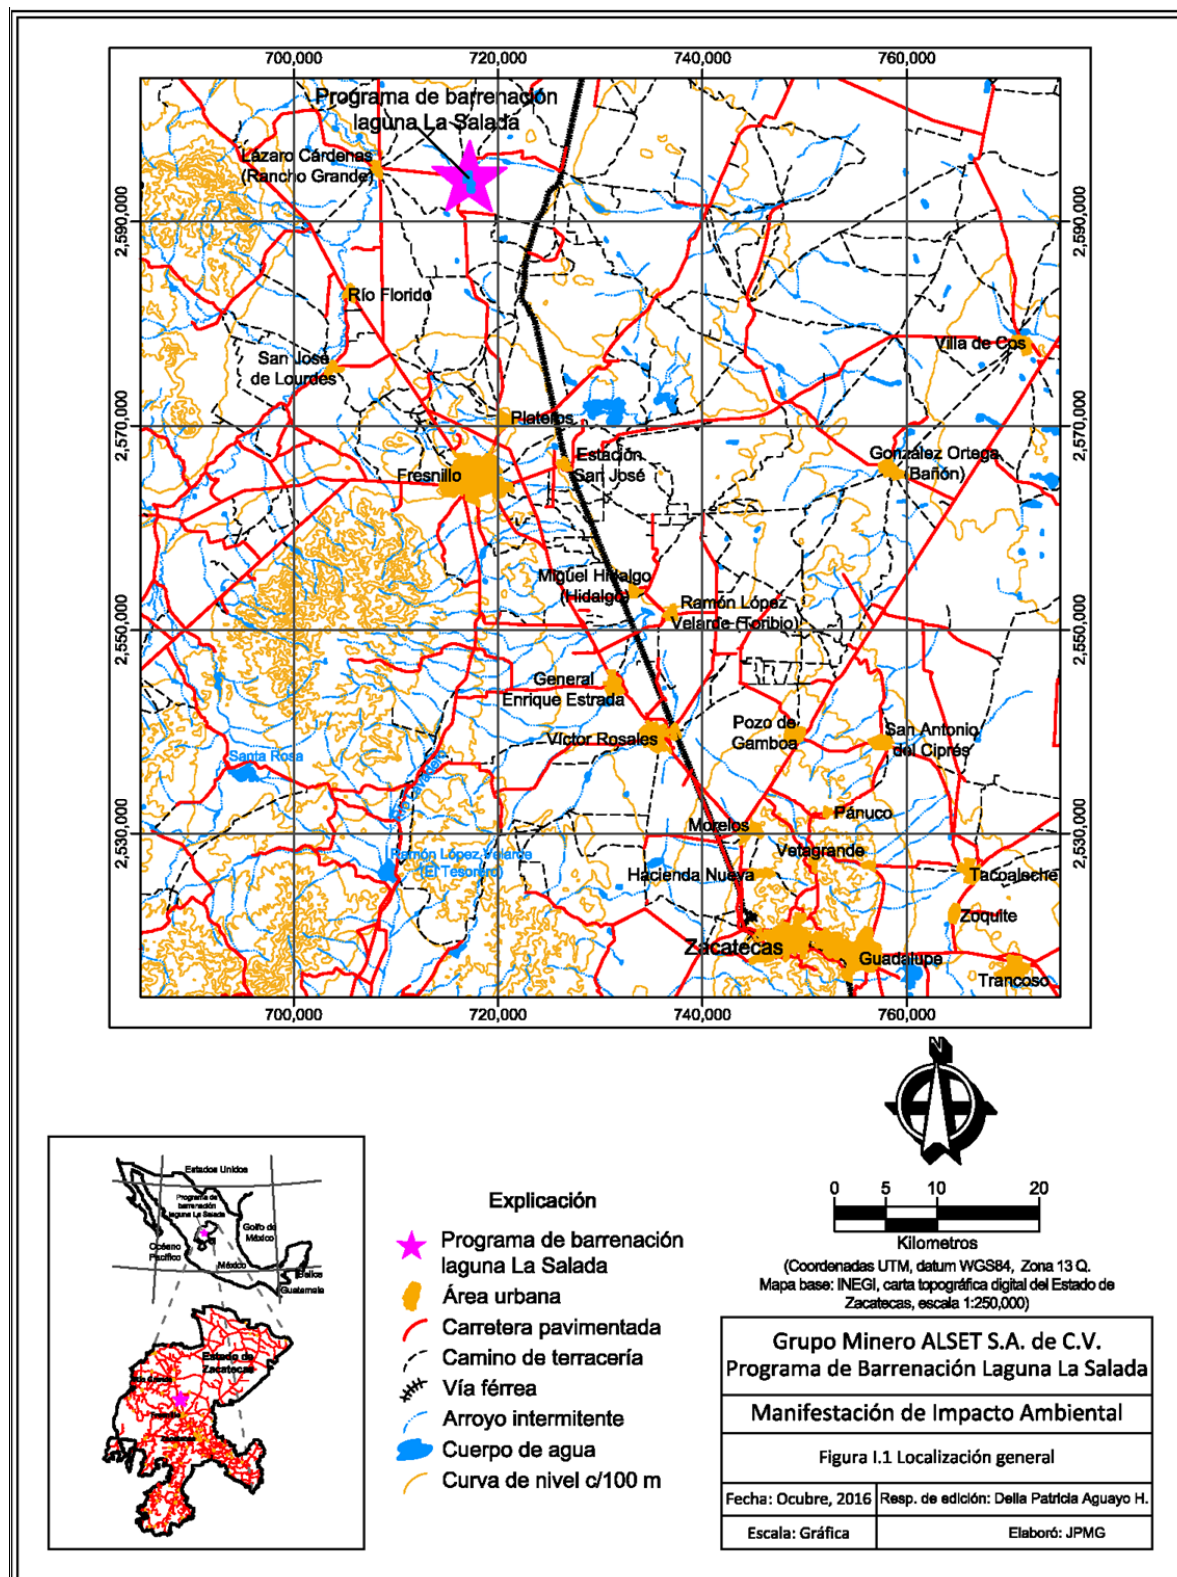 700,000
720,000
740,000
760,000
Programa de barrenación
laguna La Salada
Lázaro Cárdenas
(Rancho Grande)
2,590,000
2,590,000
Río Florido
Villa de Cos
San José
de Lourdes
Plateros
2,570,000
2,570,000
Estación
San José
González Ortega
(Bañón)
Fresnillo
Miguel Hidalgo
(Hidalgo)
Ramón López
Velarde (Toribio)
2,550,000
2,550,000
General
Enrique Estrada
Víctor Rosales
Pozo de
Gamboa
San Antonio
del Ciprés
Santa Rosa
Pánuco
Morelos
2,530,000
2,530,000
Vetagrande
Ramón López Velarde
(El Tesorero)
Hacienda Nueva
Tacoaleche
Zoquite
Zacatecas
Guadalupe
Trancoso
700,000
720,000
740,000
760,000
N
Estados Unidos
Programa de
barrenación
laguna La Salada
Golfo de
México
Océano
Pacífico
México
Belice
Guatemala
Estado de
Zacatecas
Fresnillo
Zacatecas
Explicación
Programa de barrenación
laguna La Salada
Área urbana
Carretera pavimentada
Camino de terracería
Vía férrea
Arroyo intermitente
Cuerpo de agua
Curva de nivel c/100 m
0 5 10 20
Kilometros
(Coordenadas UTM, datum WGS84, Zona 13 Q.
Mapa base: INEGI, carta topográfica digital del Estado de
Zacatecas, escala 1:250,000)
Grupo Minero ALSET S.A. de C.V.
Programa de Barrenación Laguna La Salada
Manifestación de Impacto Ambiental
Figura I.1 Localización general
Fecha: Ocubre, 2016
Resp. de edición: Delia Patricia Aguayo H.
Escala: Gráfica
Elaboró: JPMG